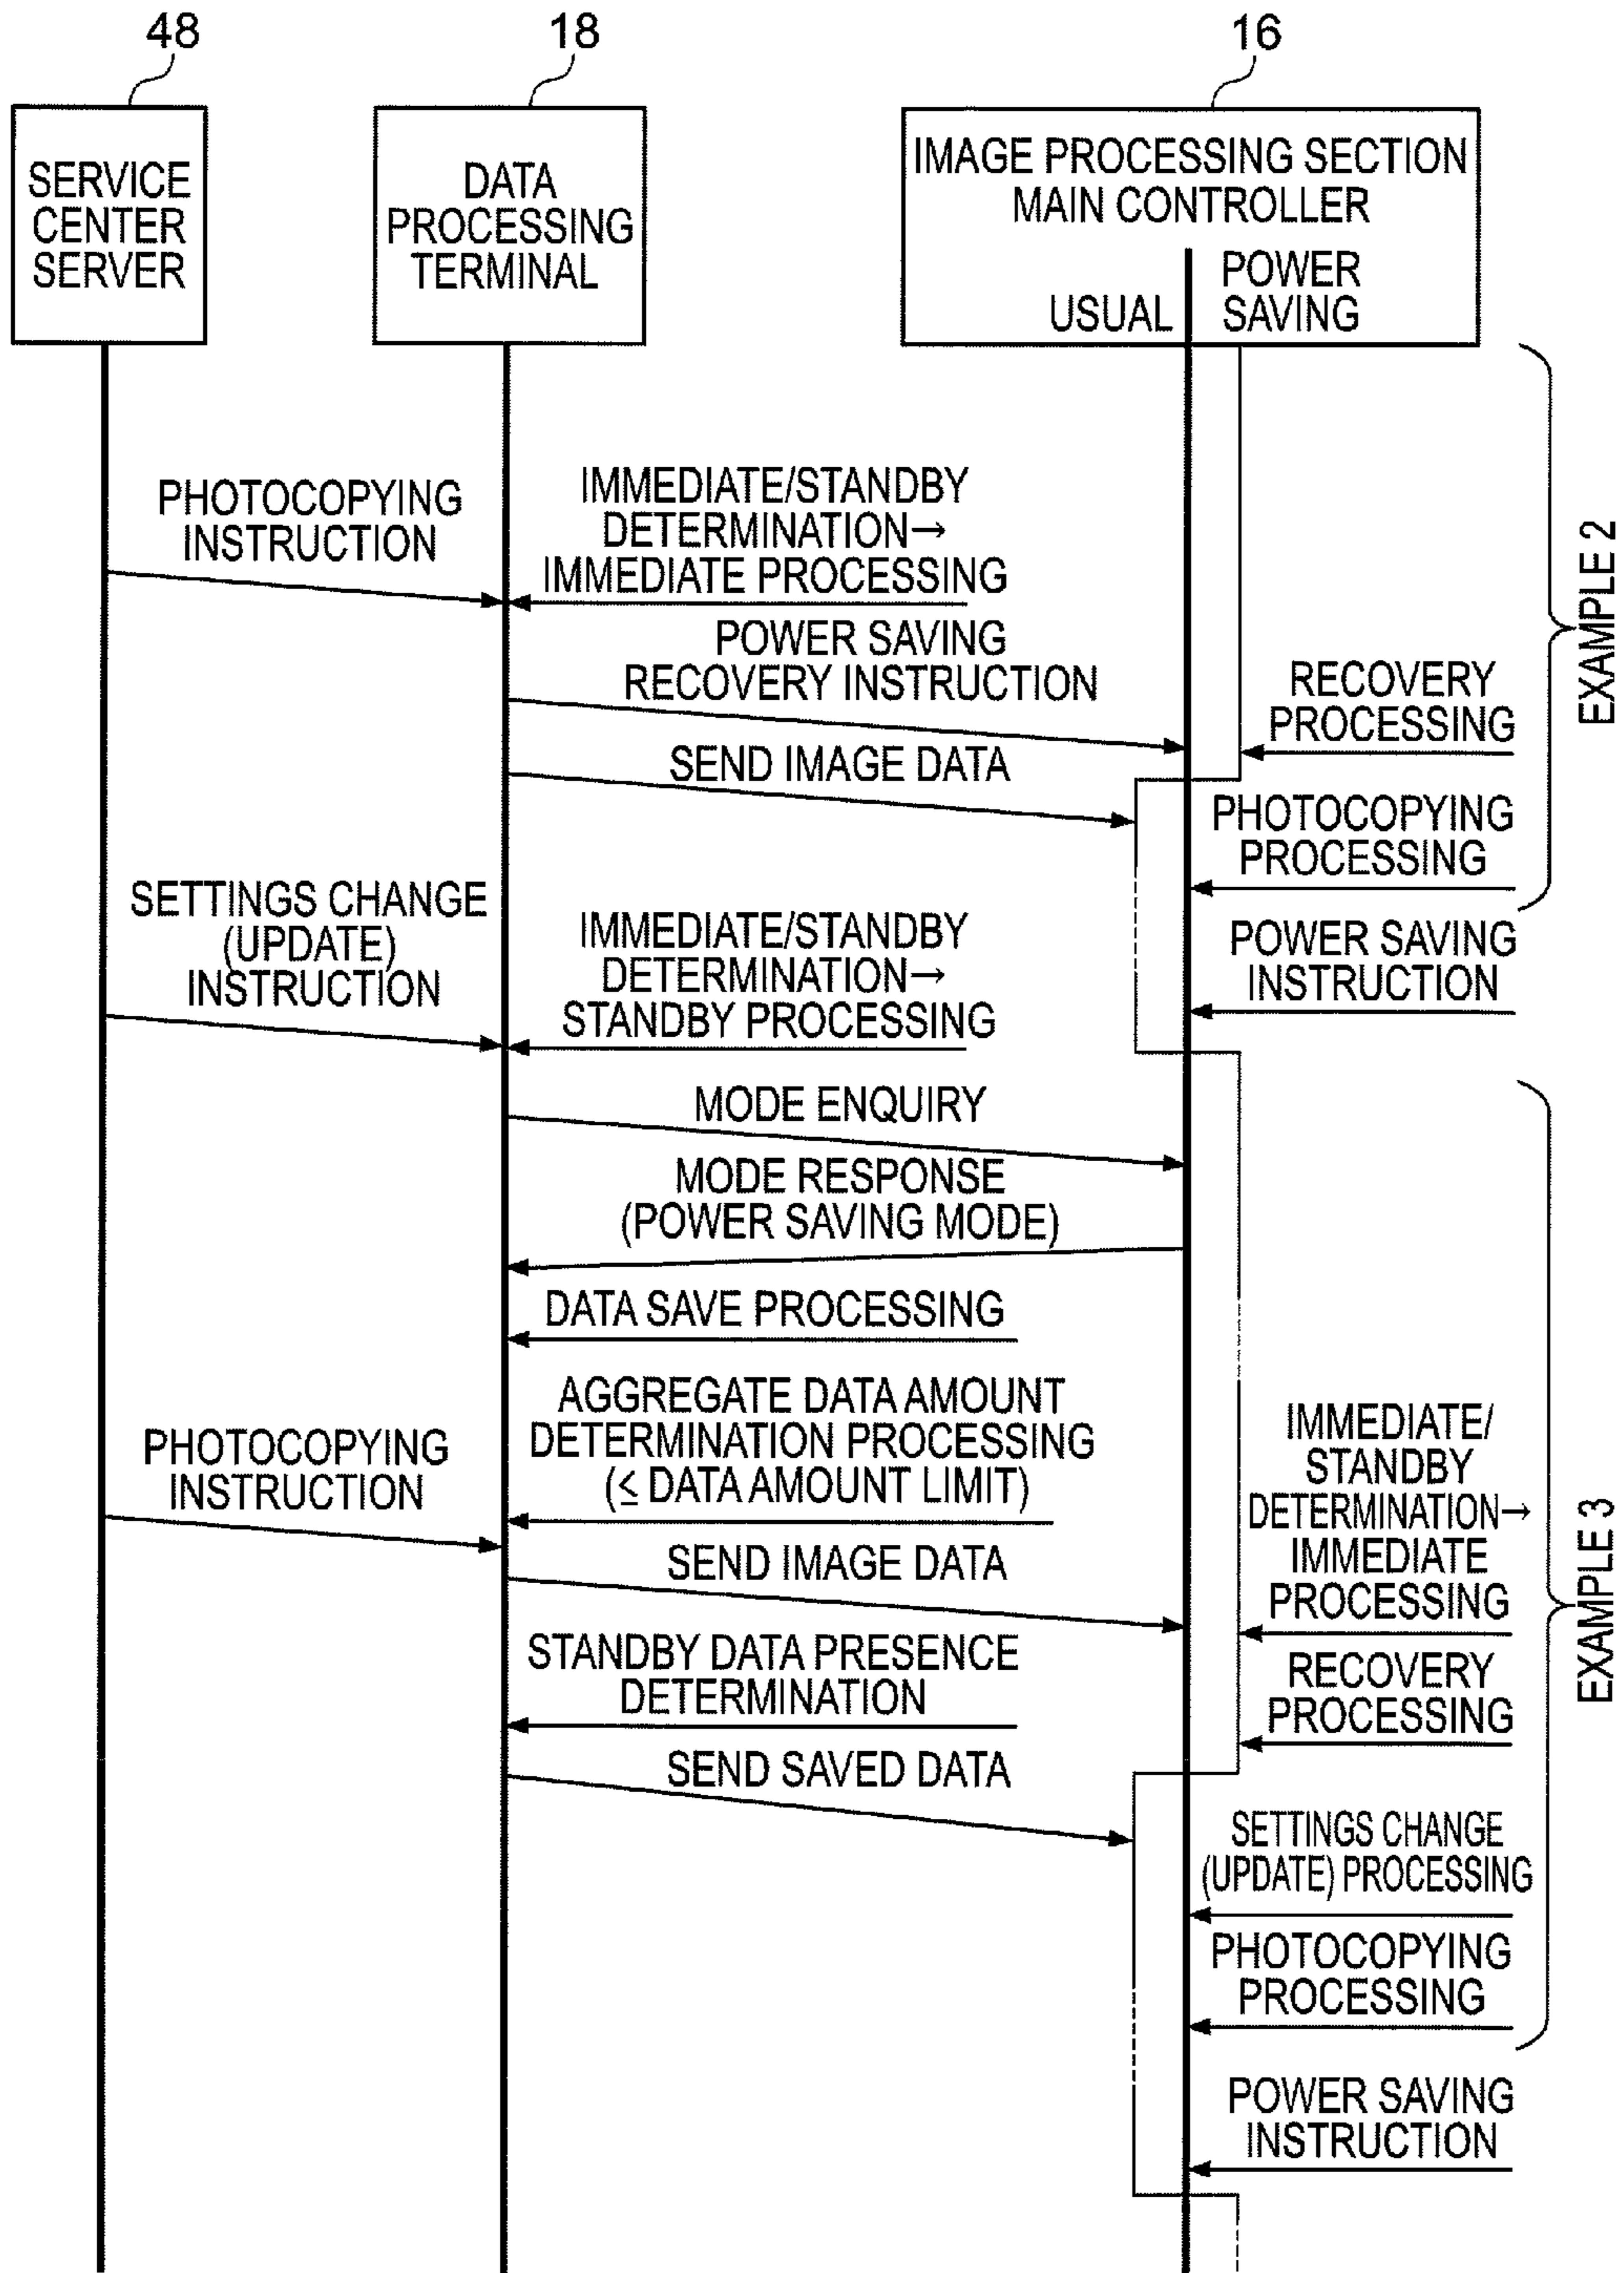 48
18
16
SERVICE
CENTER
SERVER
DATA
PROCESSING
TERMINAL
IMAGE PROCESSING SECTION
MAIN CONTROLLER
USUAL
POWER
SAVING
PHOTOCOPYING
INSTRUCTION
IMMEDIATE/STANDBY
DETERMINATION→
IMMEDIATE PROCESSING
POWER SAVING
RECOVERY INSTRUCTION
RECOVERY
PROCESSING
SEND IMAGE DATA
PHOTOCOPYING
PROCESSING
EXAMPLE 2
SETTINGS CHANGE
(UPDATE)
INSTRUCTION
IMMEDIATE/STANDBY
DETERMINATION→
STANDBY PROCESSING
POWER SAVING
INSTRUCTION
MODE ENQUIRY
MODE RESPONSE
(POWER SAVING MODE)
DATA SAVE PROCESSING
AGGREGATE DATA AMOUNT
DETERMINATION PROCESSING
(≤ DATA AMOUNT LIMIT)
PHOTOCOPYING
INSTRUCTION
IMMEDIATE/
STANDBY
DETERMINATION→
IMMEDIATE
PROCESSING
SEND IMAGE DATA
STANDBY DATA PRESENCE
DETERMINATION
RECOVERY
PROCESSING
SEND SAVED DATA
SETTINGS CHANGE
(UPDATE) PROCESSING
PHOTOCOPYING
PROCESSING
EXAMPLE 3
POWER SAVING
INSTRUCTION